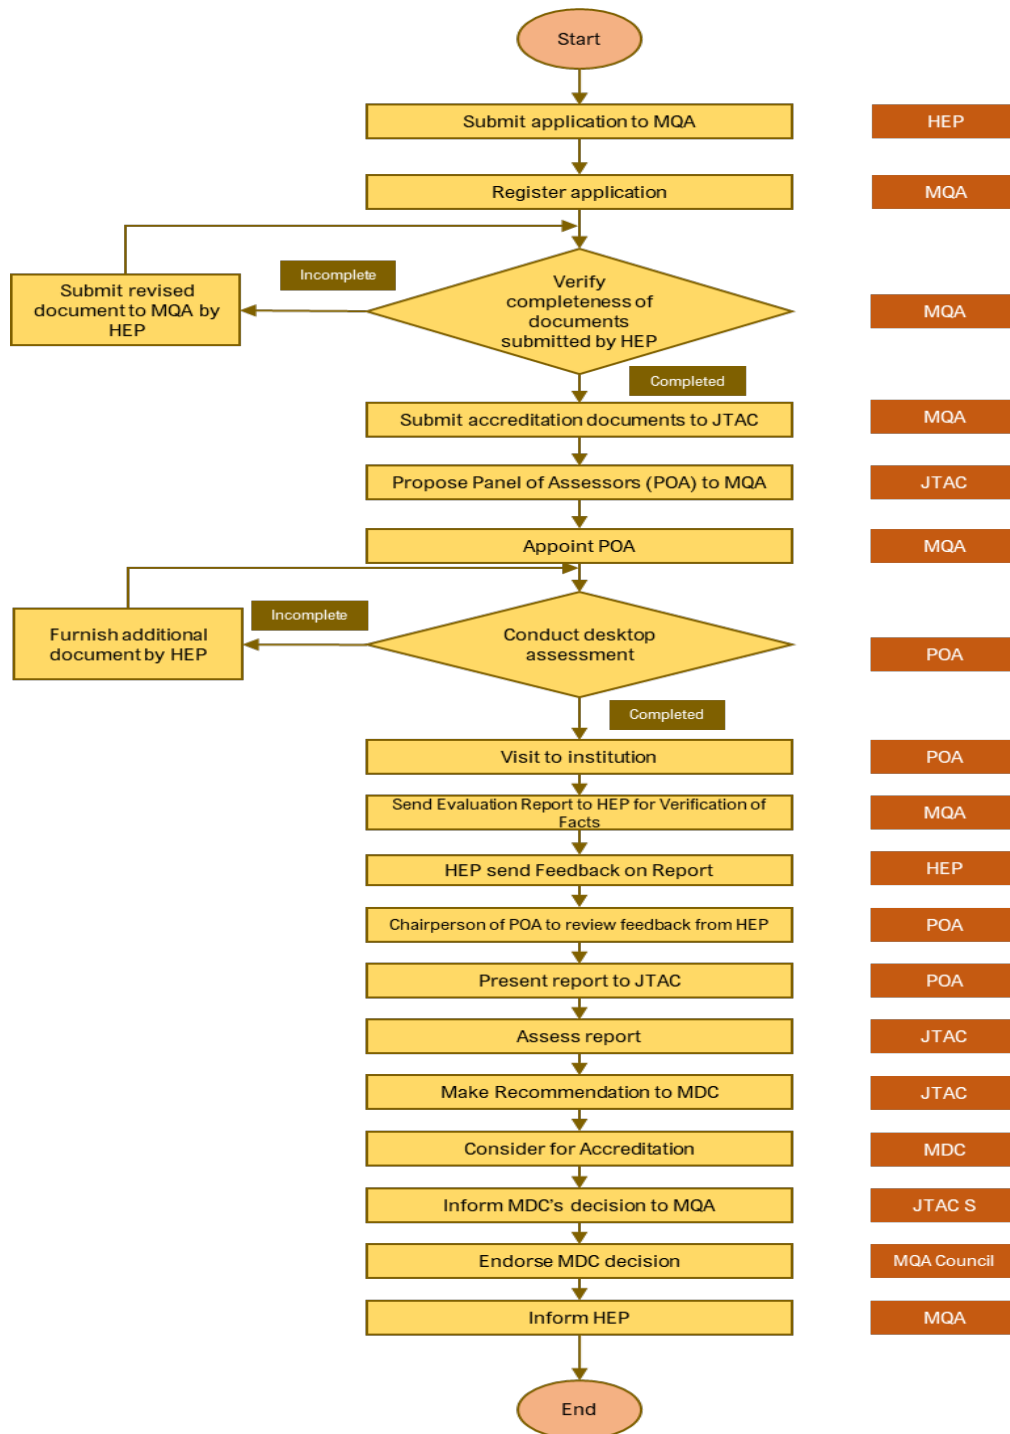 Start
Submit application to MQA
HEP
Register application
MQA
Incomplete
Submit revised
document to MQA by
HEP
Verify
completeness of
documents
submitted by HEP
MQA
Completed
Submit accreditation documents to JTAC
MQA
Propose Panel of Assessors (POA) to MQA
JTAC
Appoint POA
MQA
Incomplete
Furnish additional
document by HEP
Conduct desktop
assessment
POA
Completed
Visit to institution
POA
Send Evaluation Report to HEP for Verification of
Facts
MQA
HEP send Feedback on Report
HEP
Chairperson of POA to review feedback from HEP
POA
Present report to JTAC
POA
Assess report
JTAC
Make Recommendation to MDC
JTAC
Consider for Accreditation
MDC
Inform MDC's decision to MQA
JTAC S
Endorse MDC decision
MQA Council
Inform HEP
MQA
End